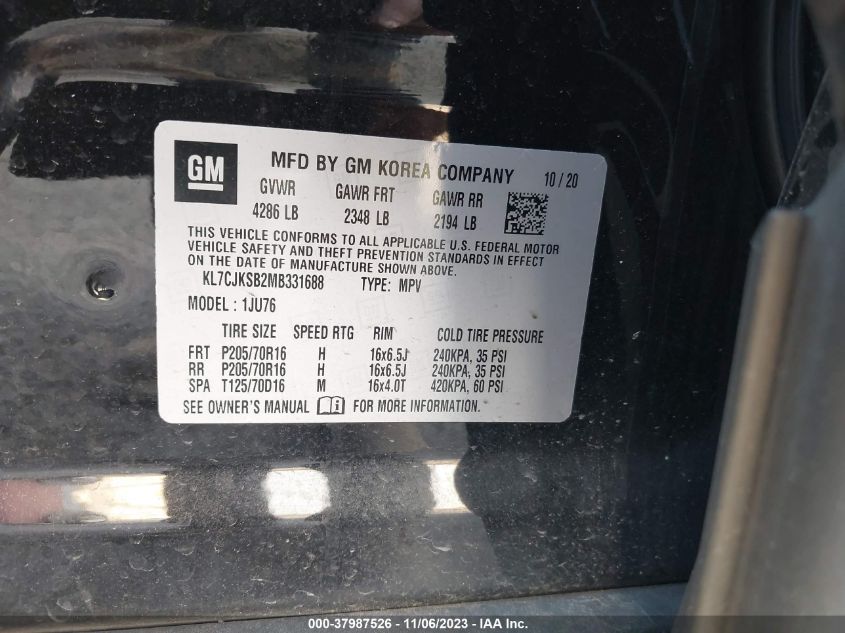 GM MFD BY GM KOREA COMPANY 10 / 20
GVWR GAWR FRT GAWR RR
4286 LB 2348 LB 2194 LB
THIS VEHICLE CONFORMS TO ALL APPLICABLE U.S. FEDERAL MOTOR
VEHICLE SAFETY AND THEFT PREVENTION STANDARDS IN EFFECT
ON THE DATE OF MANUFACTURE SHOWN ABOVE.
KL7CJKSB2MB331688 TYPE: MPV
MODEL : 1JU76
TIRE SIZE SPEED RTG RIM COLD TIRE PRESSURE
FRT P205/70R16 H 16x6.5J 240KPA, 35 PSI
RR P205/70R16 H 16x6.5J 240KPA, 35 PSI
SPA T125/70D16 M 16x4.0T 420KPA, 60 PSI
SEE OWNER'S MANUAL i FOR MORE INFORMATION.
000-37987526 - 11/06/2023 - IAA Inc.